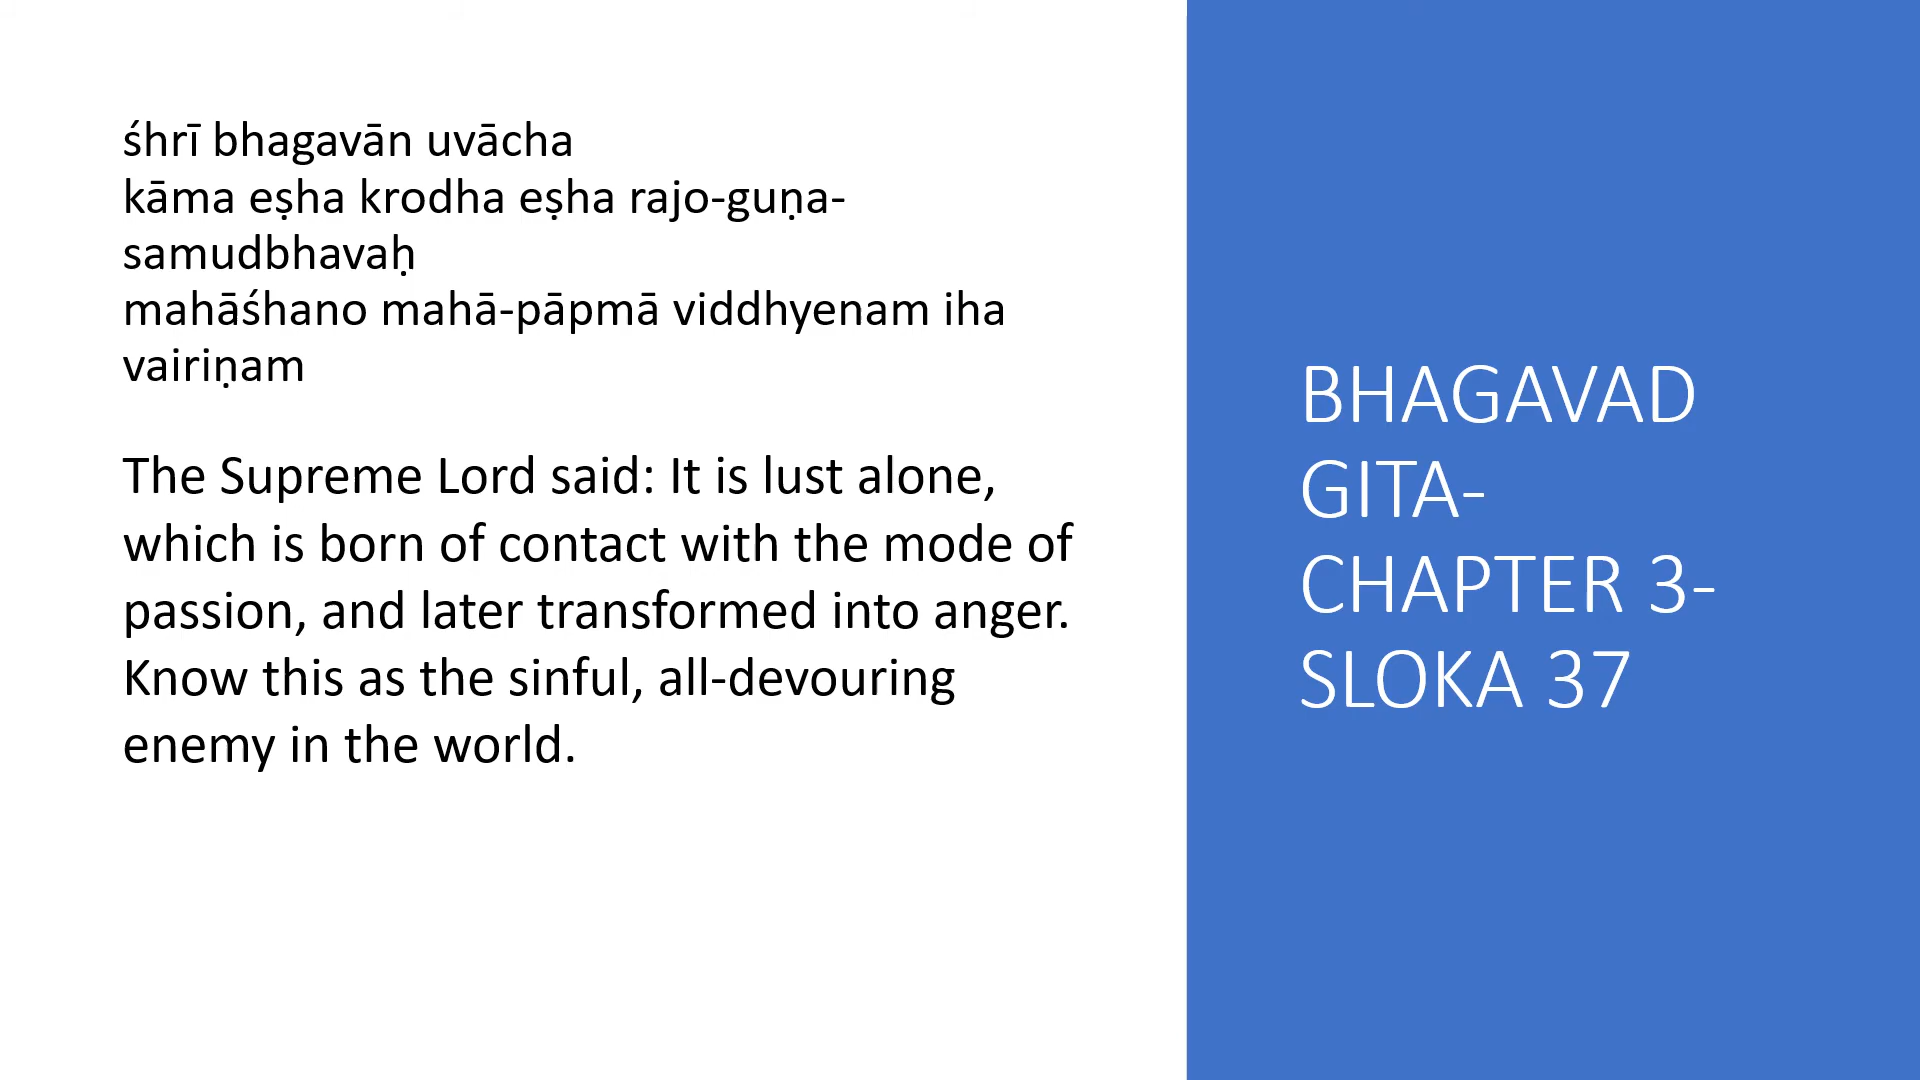 śhrī bhagavān uvācha
kāma eṣha krodha eṣha rajo-guṇa-
samudbhavaḥ
mahāśhano mahā-pāpmā viddhyenam iha
vairiṇam
The Supreme Lord said: It is lust alone,
which is born of contact with the mode of
passion, and later transformed into anger.
Know this as the sinful, all-devouring
enemy in the world.
BHAGAVAD
GITA-
CHAPTER 3-
SLOKA 37